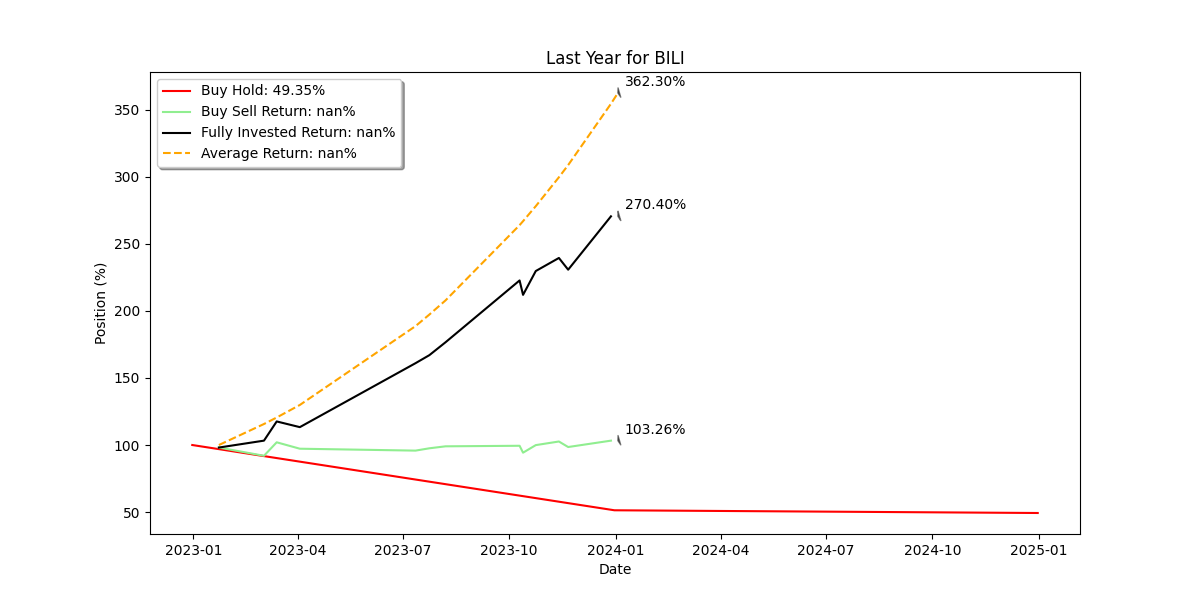 Last Year for BILI
362.30%
Buy Hold: 49.35%
Buy Sell Return: nan%
Fully Invested Return: nan%
Average Return: nan%
270.40%
103.26%
Position (%)
350
300
250
200
150
100
50
2023-01
2023-04
2023-07
2023-10
2024-01
2024-04
2024-07
2024-10
2025-01
Date